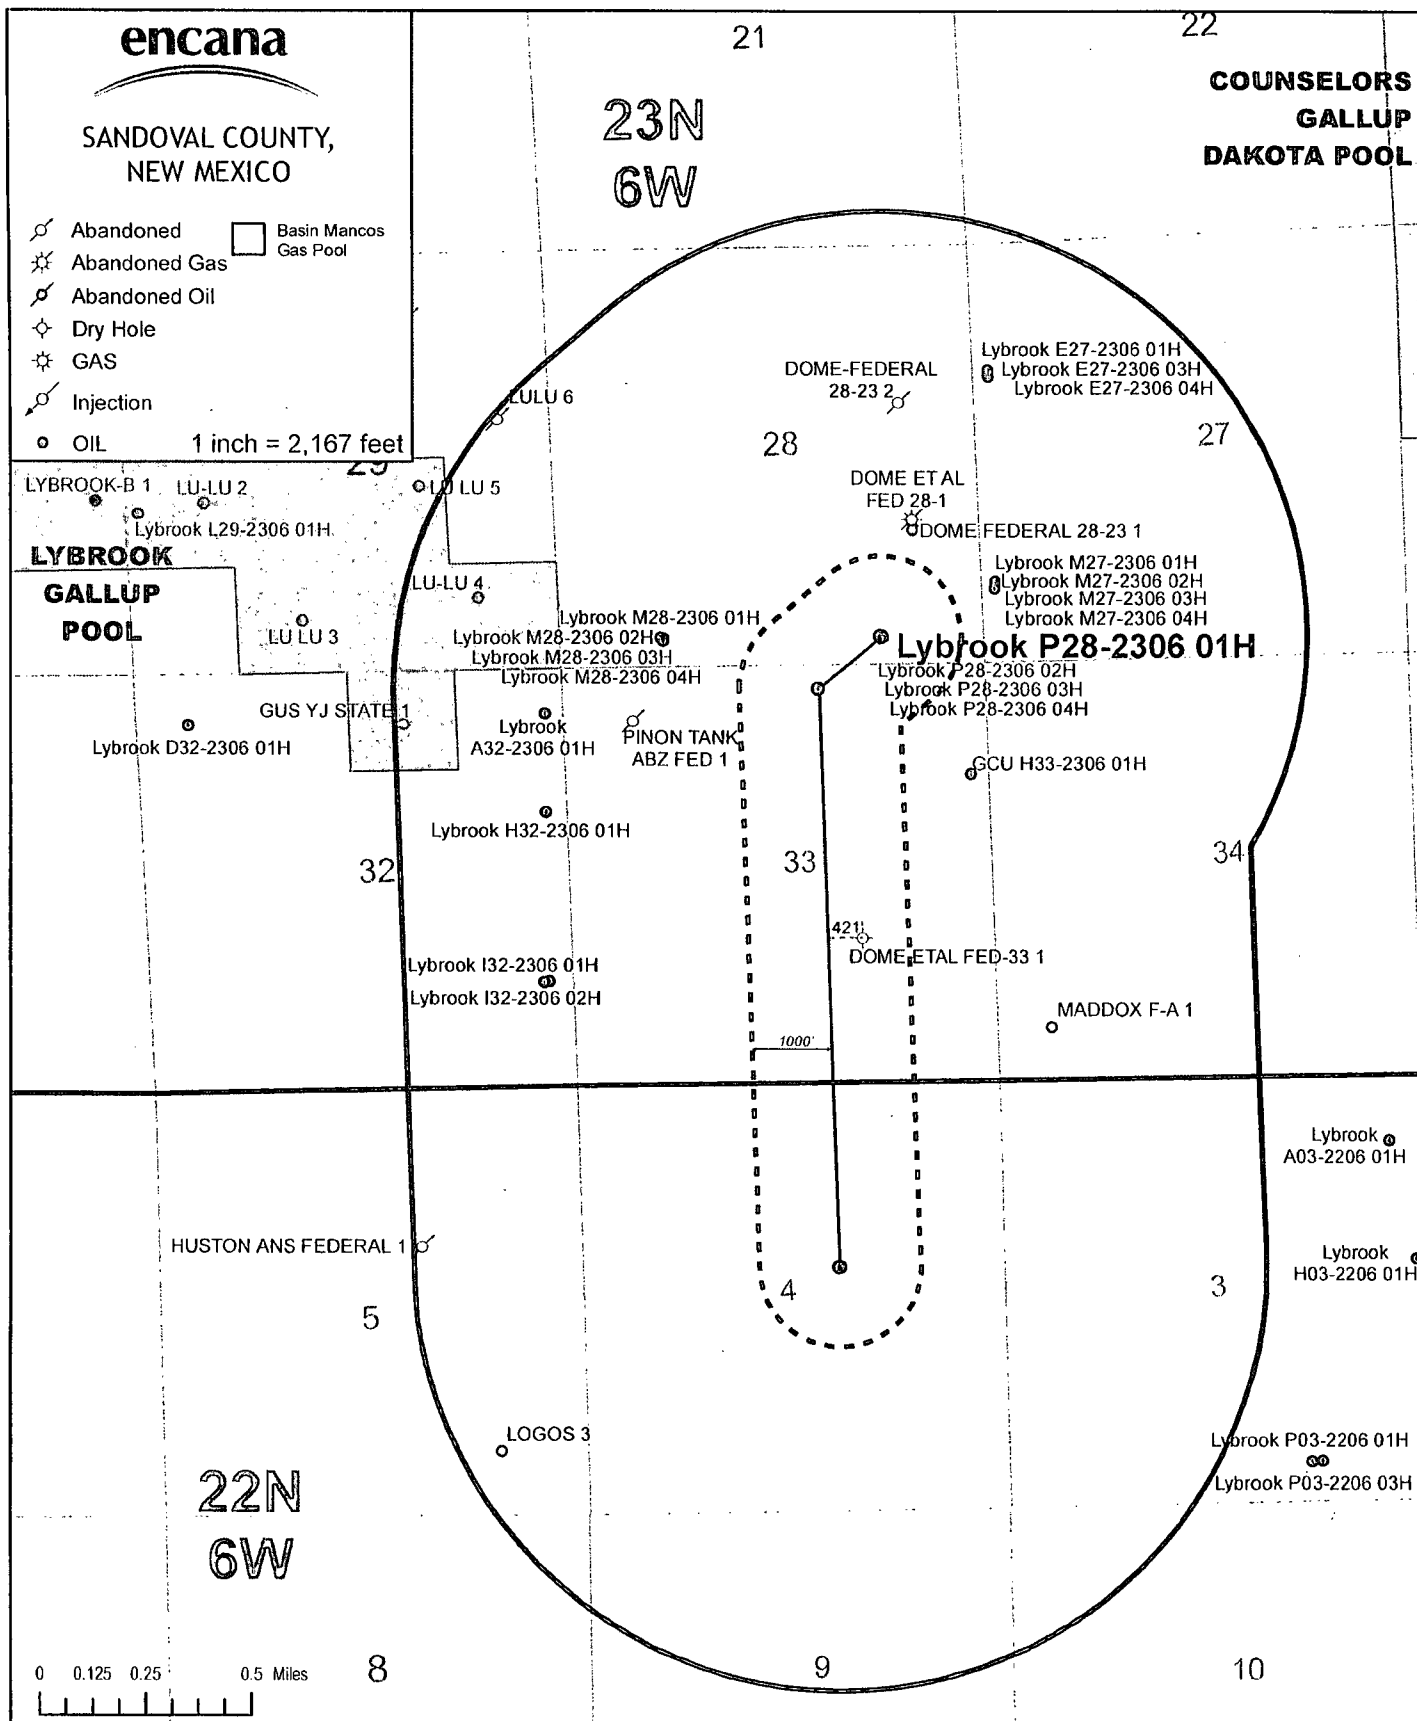 encana
SANDOVAL COUNTY,
NEW MEXICO
Abandoned
Abandoned Gas
Abandoned Oil
Dry Hole
GAS
Injection
OIL
Basin Mancos
Gas Pool
1 inch = 2,167 feet
21
22
23N
6W
COUNSELORS
GALLUP
DAKOTA POOL
LULU 6
DOME-FEDERAL
28-23 2
Lybrook E27-2306 01H
Lybrook E27-2306 03H
Lybrook E27-2306 04H
28
27
29
LYBROOK-B 1
LU-LU 2
LU LU 5
Lybrook L29-2306 01H
DOME ET AL
FED 28-1
DOME FEDERAL 28-23 1
LYBROOK
GALLUP
POOL
LU-LU 4
LU LU 3
Lybrook M27-2306 01H
Lybrook M27-2306 02H
Lybrook M27-2306 03H
Lybrook M27-2306 04H
Lybrook M28-2306 01H
Lybrook M28-2306 02H
Lybrook M28-2306 03H
Lybrook M28-2306 04H
Lybrook P28-2306 01H
Lybrook P28-2306 02H
Lybrook P28-2306 03H
Lybrook P28-2306 04H
GUS YJ STATE 1
Lybrook D32-2306 01H
Lybrook
A32-2306 01H
PINON TANK
ABZ FED 1
GCU H33-2306 01H
Lybrook H32-2306 01H
32
33
34
421'
DOME ETAL FED-33 1
Lybrook I32-2306 01H
Lybrook I32-2306 02H
MADDOX F-A 1
1000'
Lybrook
A03-2206 01H
HUSTON ANS FEDERAL 1
Lybrook
H03-2206 01H
5
4
3
LOGOS 3
Lybrook P03-2206 01H
Lybrook P03-2206 03H
22N
6W
8
9
10
0 0.125 0.25 0.5 Miles